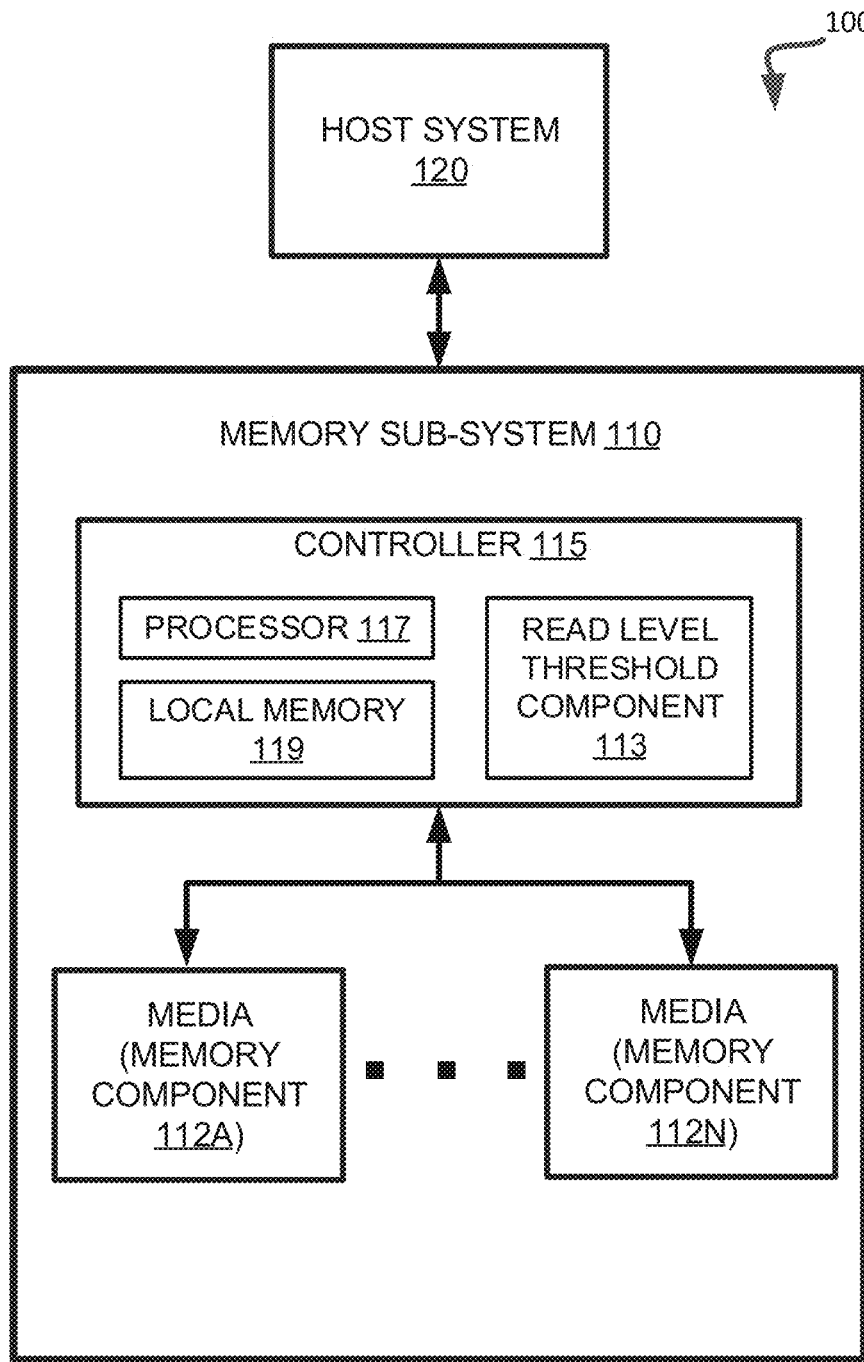 100
HOST SYSTEM
120
MEMORY SUB-SYSTEM 110
CONTROLLER 115
PROCESSOR 117
LOCAL MEMORY
119
READ LEVEL
THRESHOLD
COMPONENT
113
MEDIA
(MEMORY
COMPONENT
112A)
MEDIA
(MEMORY
COMPONENT
112N)